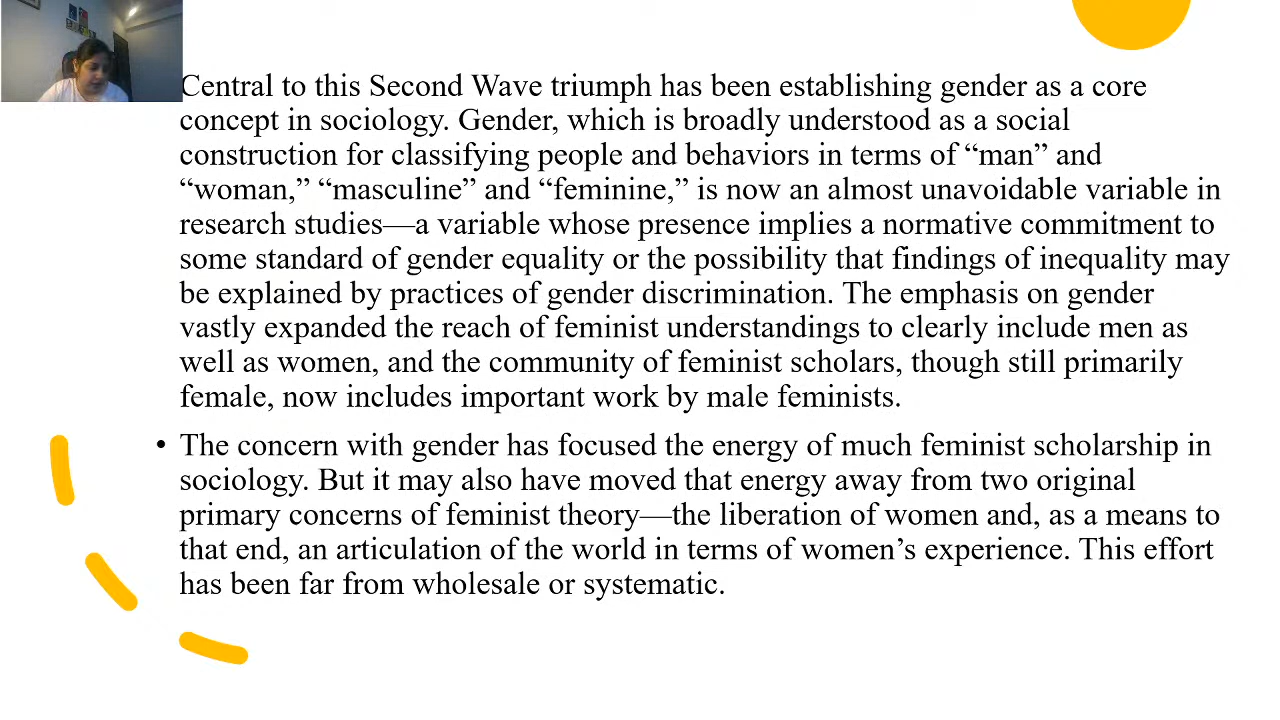 Central to this Second Wave triumph has been establishing gender as a core
concept in sociology. Gender, which is broadly understood as a social
construction for classifying people and behaviors in terms of “man” and
“woman,” “masculine” and “feminine,” is now an almost unavoidable variable in
research studies—a variable whose presence implies a normative commitment to
some standard of gender equality or the possibility that findings of inequality may
be explained by practices of gender discrimination. The emphasis on gender
vastly expanded the reach of feminist understandings to clearly include men as
well as women, and the community of feminist scholars, though still primarily
female, now includes important work by male feminists.
• The concern with gender has focused the energy of much feminist scholarship in
sociology. But it may also have moved that energy away from two original
primary concerns of feminist theory—the liberation of women and, as a means to
that end, an articulation of the world in terms of women’s experience. This effort
has been far from wholesale or systematic.